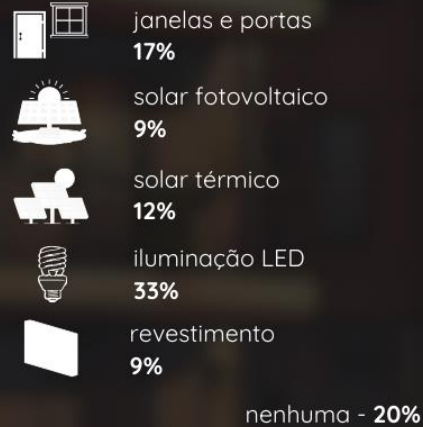 janelas e portas
17%
solar fotovoltaico
9%
solar térmico
12%
iluminação LED
33%
revestimento
9%
nenhuma - 20%